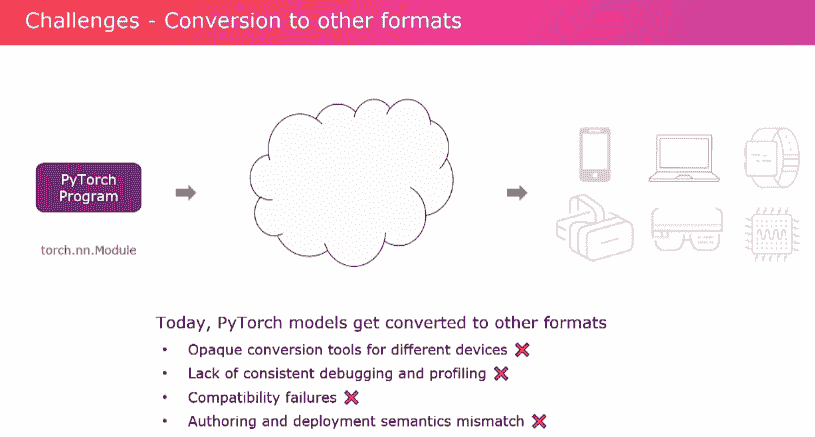 Challenges - Conversion to other formats
PyTorch
Program
torch.nn.Module
Today, PyTorch models get converted to other formats
• Opaque conversion tools for different devices ❌
• Lack of consistent debugging and profiling ❌
• Compatibility failures ❌
• Authoring and deployment semantics mismatch ❌